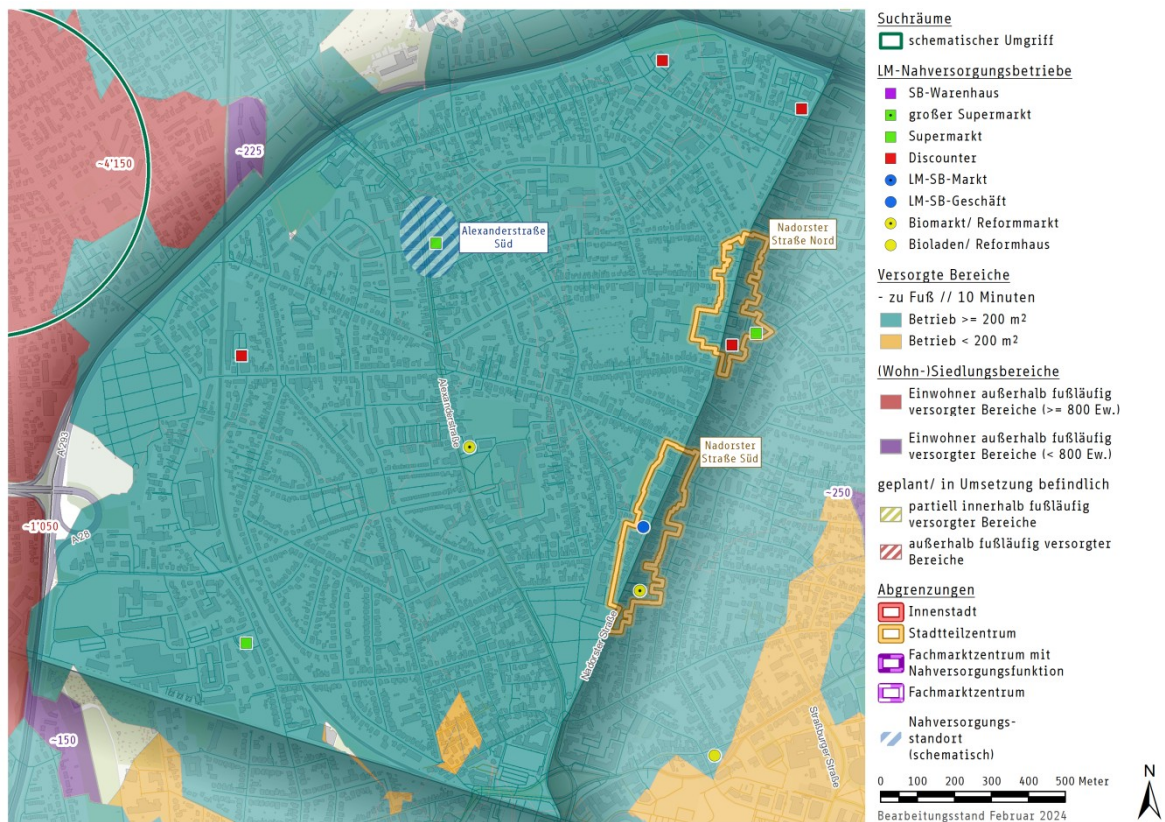 ~4'150
~225
Alexanderstraße
Süd
Nadorster
Straße Nord
Alexanderstraße
Nadorster
Straße Süd
A 293
~1'050
A 28
~250
Nadorster Straße
~150
Straßburger Straße
Suchräume
schematischer Umgriff
LM-Nahversorgungsbetriebe
SB-Warenhaus
großer Supermarkt
Supermarkt
Discounter
LM-SB-Markt
LM-SB-Geschäft
Biomarkt/ Reformmarkt
Bioladen/ Reformhaus
Versorgte Bereiche
- zu Fuß // 10 Minuten
Betrieb >= 200 m²
Betrieb < 200 m²
(Wohn-)Siedlungsbereiche
Einwohner außerhalb fußläufig
versorgter Bereiche (>= 800 Ew.)
Einwohner außerhalb fußläufig
versorgter Bereiche (< 800 Ew.)
geplant/ in Umsetzung befindlich
partiell innerhalb fußläufig
versorgter Bereiche
außerhalb fußläufig versorgter
Bereiche
Abgrenzungen
Innenstadt
Stadtteilzentrum
Fachmarktzentrum mit
Nahversorgungsfunktion
Fachmarktzentrum
Nahversorgungs-
standort
(schematisch)
0 100 200 300 400 500 Meter
Bearbeitungsstand Februar 2024
N